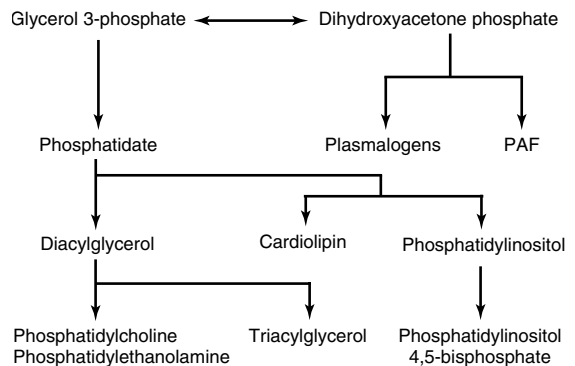 Glycerol 3-phosphate
Dihydroxyacetone phosphate
Phosphatidate
Plasmalogens
PAF
Diacylglycerol
Cardiolipin
Phosphatidylinositol
Phosphatidylcholine
Phosphatidylethanolamine
Triacylglycerol
Phosphatidylinositol
4,5-bisphosphate